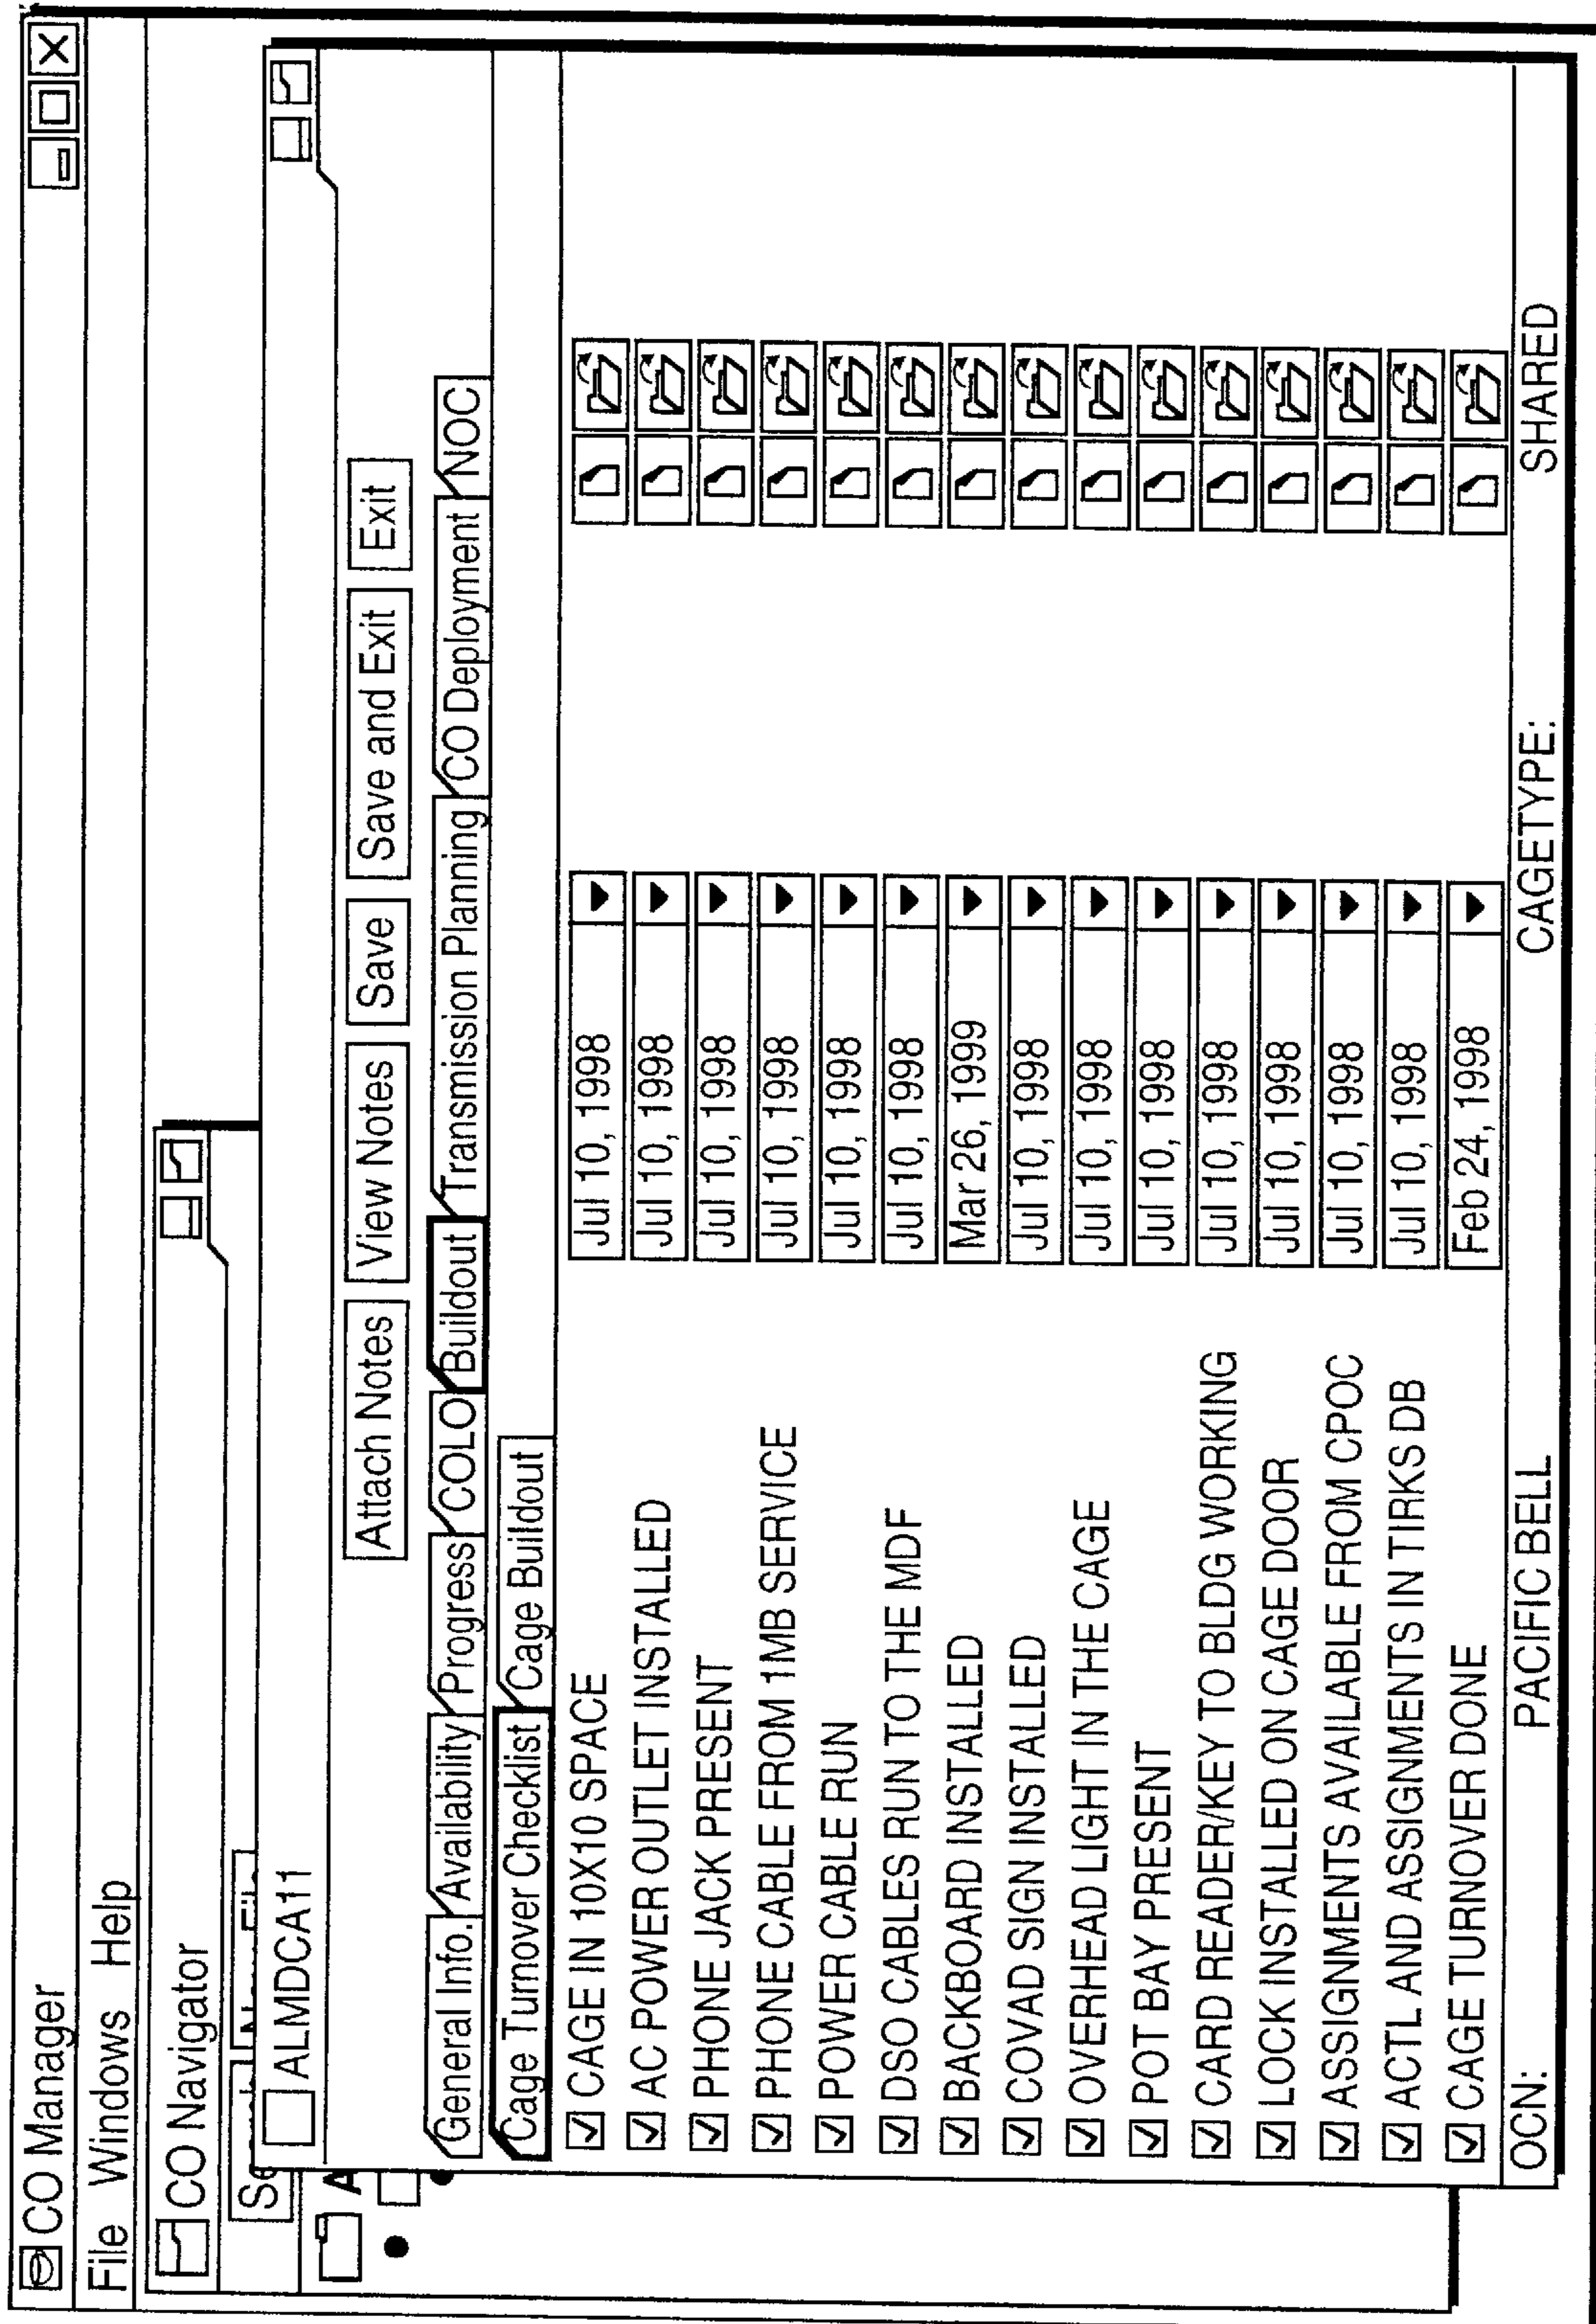 CO Manager
File Windows Help
CO Navigator
ALMDCA11
Attach Notes View Notes Save Save and Exit Exit
General Info. Availability Progress COLO Buildout Transmission Planning CO Deployment NOC
Cage Turnover Checklist Cage Buildout
CAGE IN 10X10 SPACE Jul 10, 1998
AC POWER OUTLET INSTALLED Jul 10, 1998
PHONE JACK PRESENT Jul 10, 1998
PHONE CABLE FROM 1MB SERVICE Jul 10, 1998
POWER CABLE RUN Jul 10, 1998
DSO CABLES RUN TO THE MDF Jul 10, 1998
BACKBOARD INSTALLED Mar 26, 1999
COVAD SIGN INSTALLED Jul 10, 1998
OVERHEAD LIGHT IN THE CAGE Jul 10, 1998
POT BAY PRESENT Jul 10, 1998
CARD READER/KEY TO BLDG WORKING Jul 10, 1998
LOCK INSTALLED ON CAGE DOOR Jul 10, 1998
ASSIGNMENTS AVAILABLE FROM CPOC Jul 10, 1998
ACTL AND ASSIGNMENTS IN TIRKS DB Jul 10, 1998
CAGE TURNOVER DONE Feb 24, 1998
OCN: PACIFIC BELL CAGETYPE: SHARED